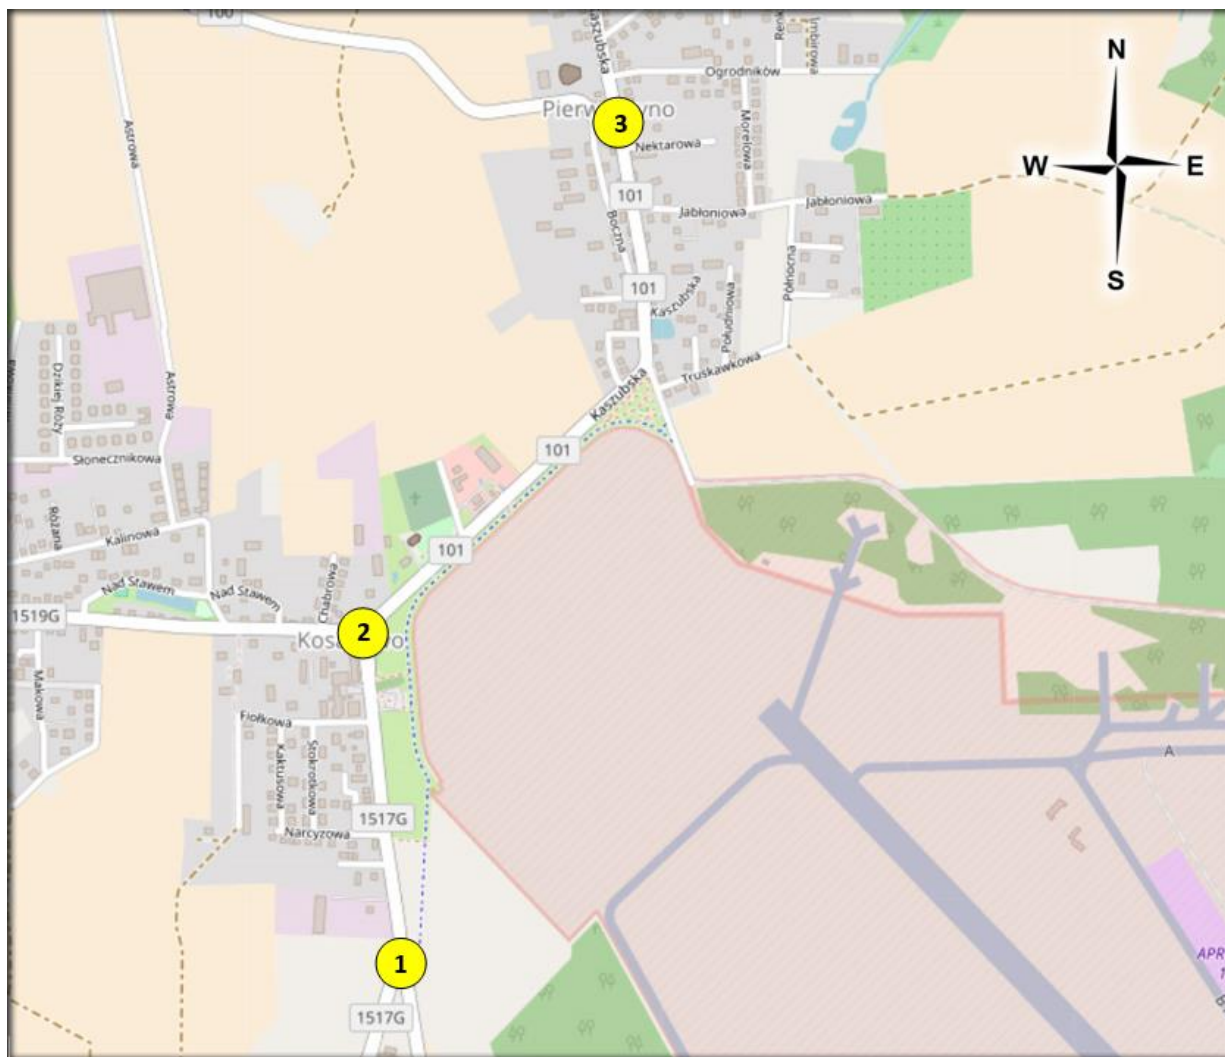 100
Kaszubska
Renk
Imbirowa
N
Ogrodników
Pierw
yno
3
Astrowa
Morelowa
Nektarowa
W
E
101
Jabłoniowa
Jabłoniowa
Boczna
Północna
S
101
Kaszubska
Południowa
Truskawkowa
Dzikiej Róży
Astrowa
Kaszubska
101
Słonecznikowa
Różana
Kalinowa
101
Nad Stawem
Nad Stawem
Chabrowa
1519G
2
Kos
wo
Makowa
Fiołkowa
Kaktusowa
Stokrotkowa
A
1517G
Narcyzowa
1
APR
1517G